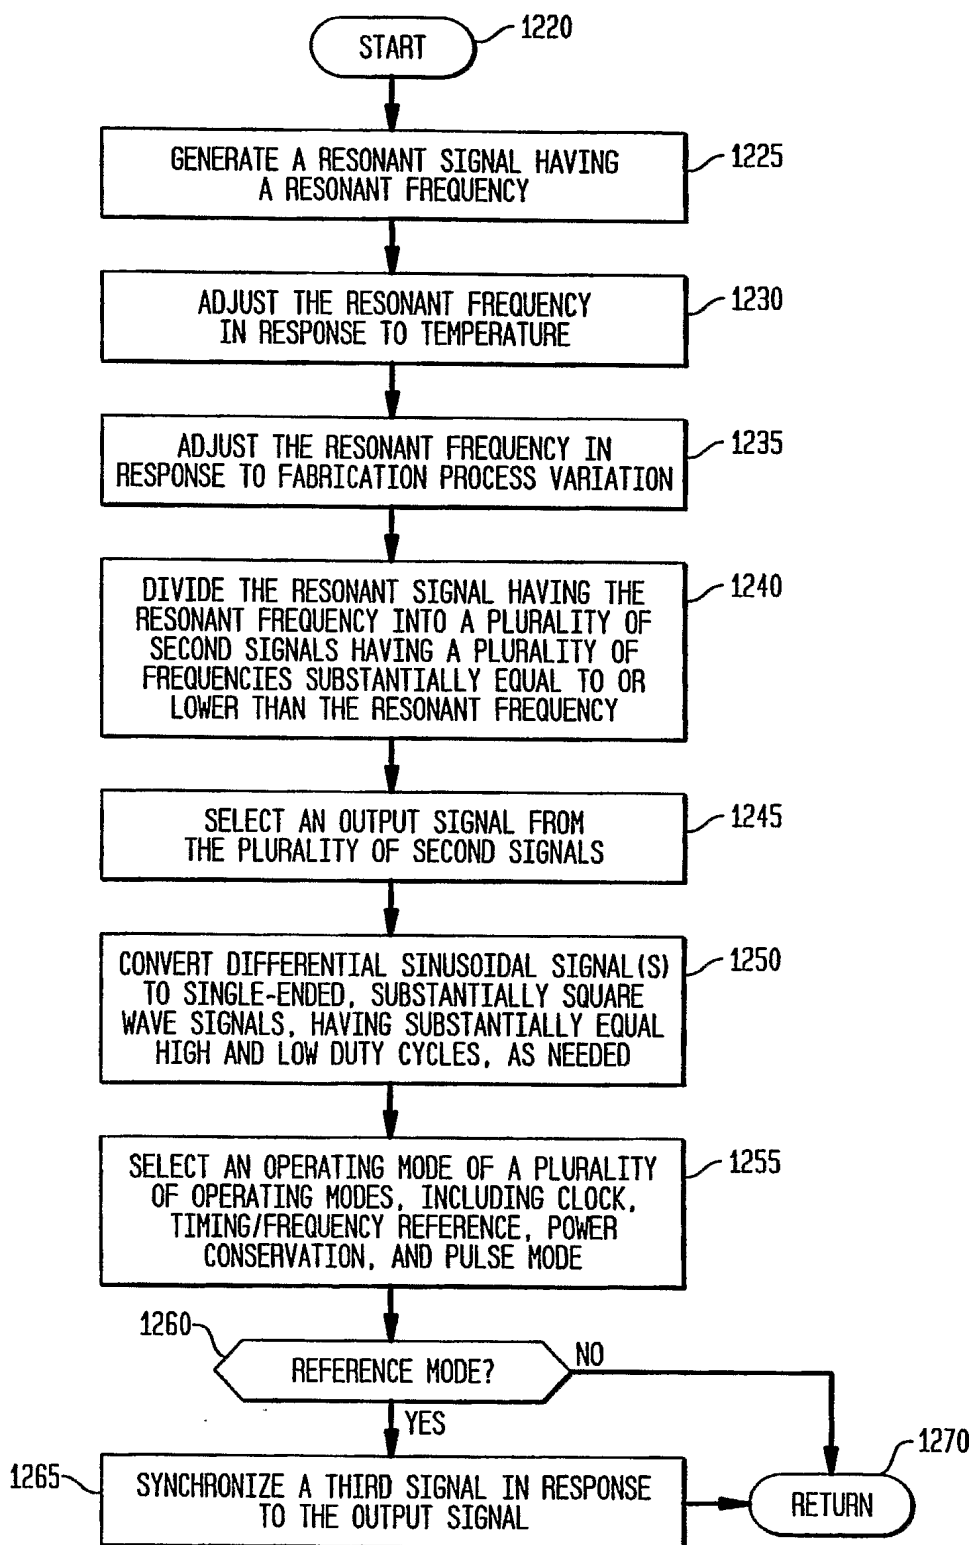 START
1220
GENERATE A RESONANT SIGNAL HAVING
A RESONANT FREQUENCY
1225
ADJUST THE RESONANT FREQUENCY
IN RESPONSE TO TEMPERATURE
1230
ADJUST THE RESONANT FREQUENCY IN
RESPONSE TO FABRICATION PROCESS VARIATION
1235
DIVIDE THE RESONANT SIGNAL HAVING THE
RESONANT FREQUENCY INTO A PLURALITY OF
SECOND SIGNALS HAVING A PLURALITY OF
FREQUENCIES SUBSTANTIALLY EQUAL TO OR
LOWER THAN THE RESONANT FREQUENCY
1240
SELECT AN OUTPUT SIGNAL FROM
THE PLURALITY OF SECOND SIGNALS
1245
CONVERT DIFFERENTIAL SINUSOIDAL SIGNAL(S)
TO SINGLE-ENDED, SUBSTANTIALLY SQUARE
WAVE SIGNALS, HAVING SUBSTANTIALLY EQUAL
HIGH AND LOW DUTY CYCLES, AS NEEDED
1250
SELECT AN OPERATING MODE OF A PLURALITY
OF OPERATING MODES, INCLUDING CLOCK,
TIMING/FREQUENCY REFERENCE, POWER
CONSERVATION, AND PULSE MODE
1255
1260
REFERENCE MODE?
NO
YES
1265
SYNCHRONIZE A THIRD SIGNAL IN RESPONSE
TO THE OUTPUT SIGNAL
1270
RETURN